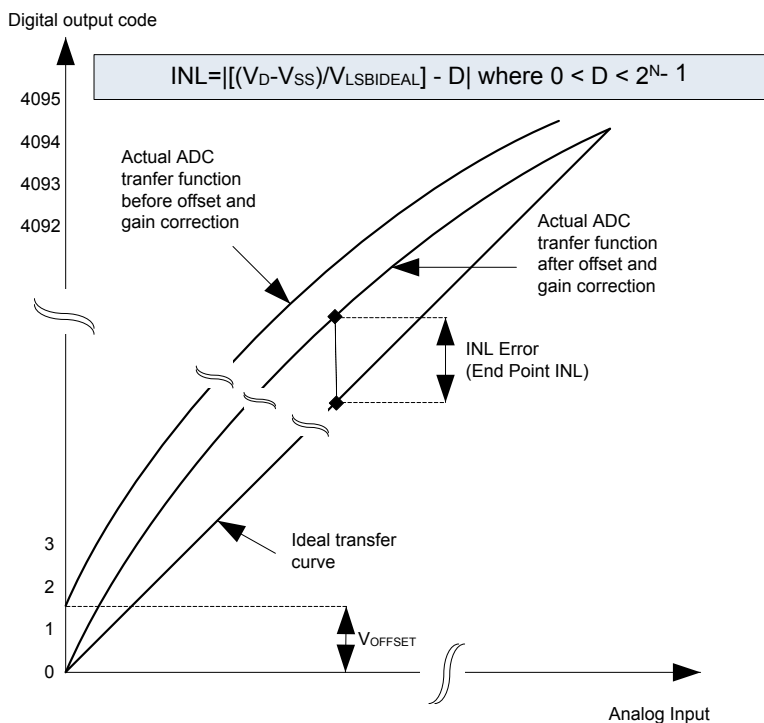 Digital output code
INL=|[(VD-VSS)/VLSBIDEAL] - D| where 0 < D < 2^N- 1
4095
4094
4093
4092
Actual ADC
tranfer function
before offset and
gain correction
Actual ADC
tranfer function
after offset and
gain correction
INL Error
(End Point INL)
Ideal transfer
curve
3
2
1
0
VOFFSET
Analog Input